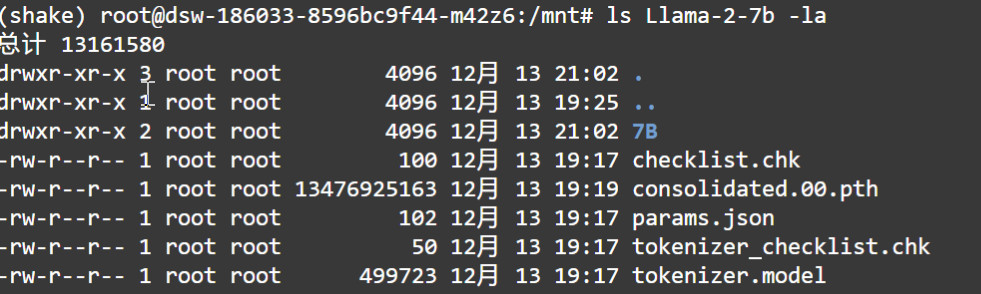 (shake) root@dsw-186033-8596bc9f44-m42z6:/mnt# ls Llama-2-7b -la
总计 13161580
drwxr-xr-x 3 root root        4096 12月  13 21:02 .
drwxr-xr-x 1 root root        4096 12月  13 19:25 ..
drwxr-xr-x 2 root root        4096 12月  13 21:02 7B
-rw-r--r-- 1 root root         100 12月  13 19:17 checklist.chk
-rw-r--r-- 1 root root 13476925163 12月  13 19:19 consolidated.00.pth
-rw-r--r-- 1 root root         102 12月  13 19:17 params.json
-rw-r--r-- 1 root root          50 12月  13 19:17 tokenizer_checklist.chk
-rw-r--r-- 1 root root      499723 12月  13 19:17 tokenizer.model